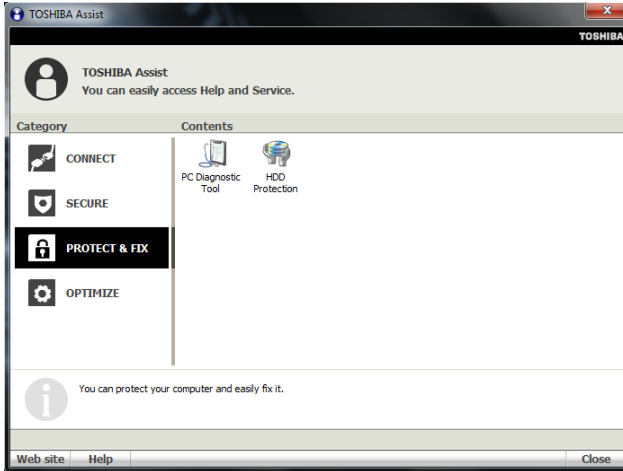 TOSHIBA Assist
TOSHIBA
TOSHIBA Assist
You can easily access Help and Service.
Category
Contents
CONNECT
SECURE
PROTECT & FIX
OPTIMIZE
PC Diagnostic
Tool
HDD
Protection
You can protect your computer and easily fix it.
Web site
Help
Close